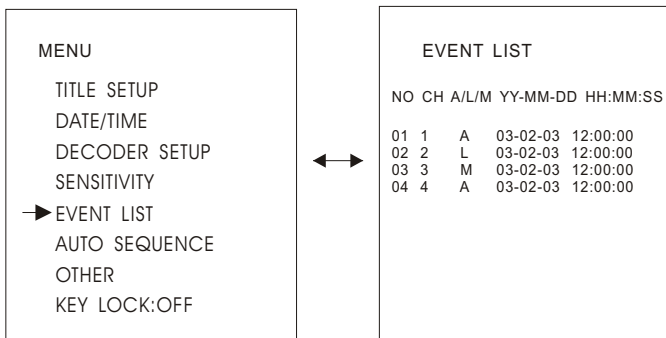 MENU
TITLE SETUP
DATE/TIME
DECODER SETUP
SENSITIVITY
EVENT LIST
AUTO SEQUENCE
OTHER
KEY LOCK:OFF
EVENT LIST
NO CH A/L/M YY-MM-DD HH:MM:SS
01 1 A 03-02-03 12:00:00
02 2 L 03-02-03 12:00:00
03 3 M 03-02-03 12:00:00
04 4 A 03-02-03 12:00:00